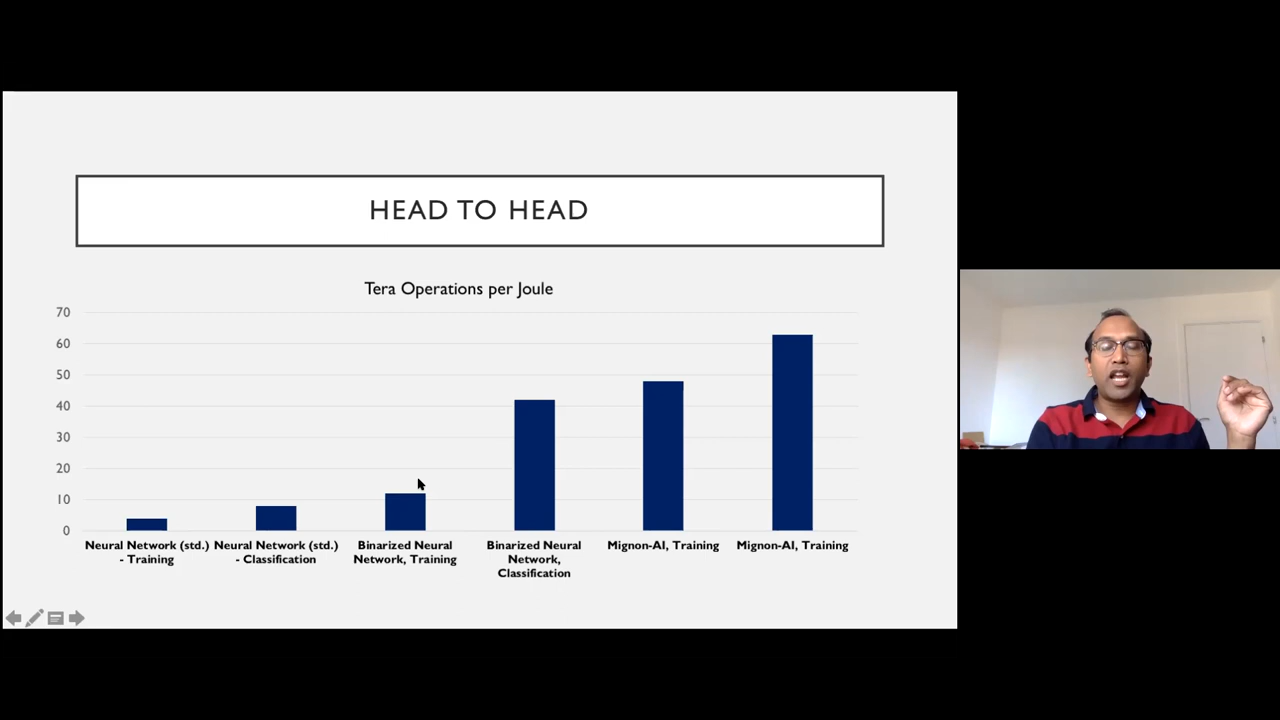 HEAD TO HEAD
Tera Operations per Joule
70
60
50
40
30
20
10
0
Neural Network (std.)
- Training
Neural Network (std.)
- Classification
Binarized Neural
Network, Training
Binarized Neural
Network,
Classification
Mignon-AI, Training
Mignon-AI, Training